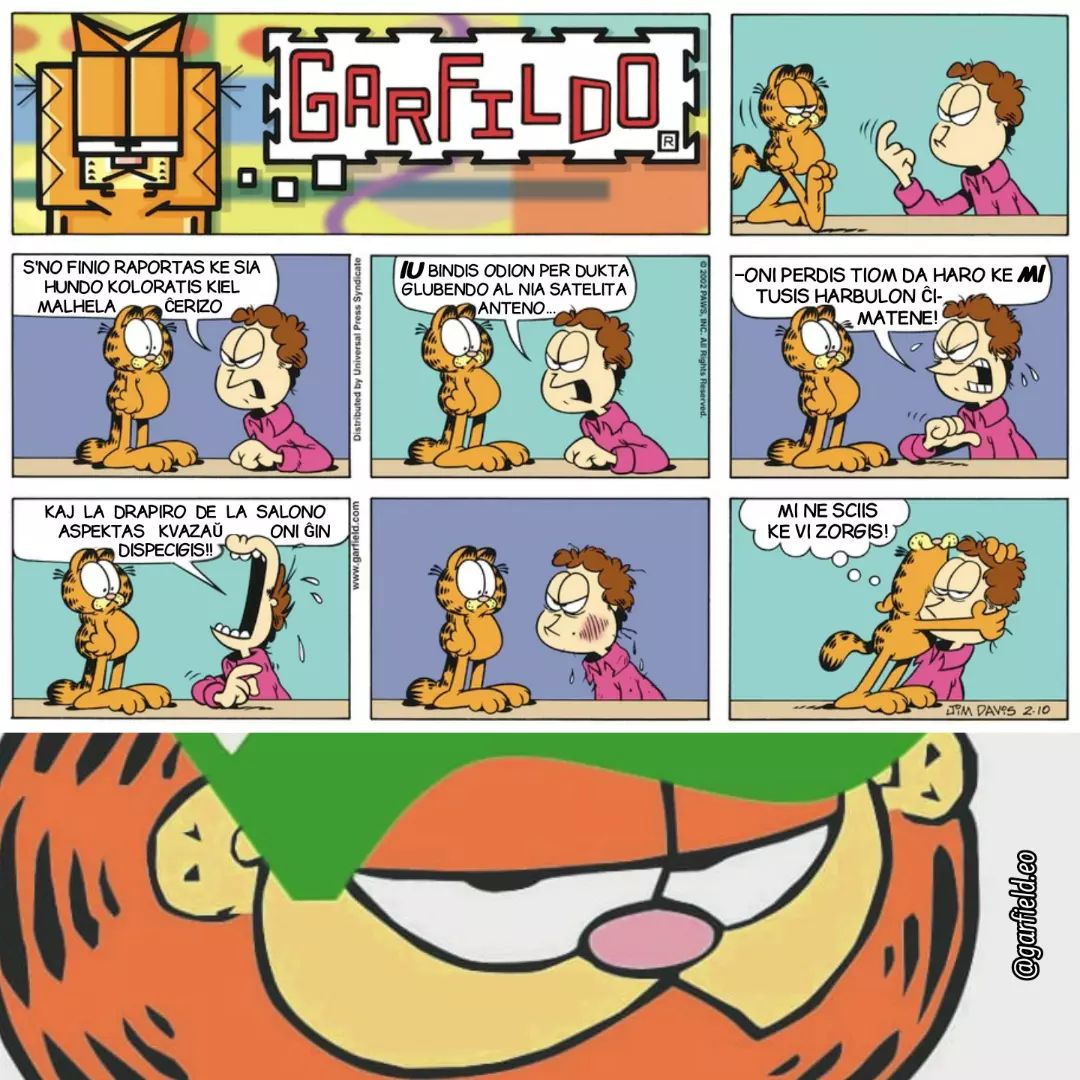 GARFILDO
R
S'NO FINIO RAPORTAS KE SIA
HUNDO KOLORATIS KIEL
MALHELA ĈERIZO
Distributed by Universal Press Syndicate
IU BINDIS ODION PER DUKTA
GLUBENDO AL NIA SATELITA
ANTENO...
© 2002 PAWS, INC. All Rights Reserved.
-ONI PERDIS TIOM DA HARO KE MI
TUSIS HARBULON ĈI-
MATENE!
KAJ LA DRAPIRO DE LA SALONO
ASPEKTAS KVAZAŬ ONI ĜIN
DISPECIGIS!!
www.garfield.com
MI NE SCIIS
KE VI ZORGIS!
JIM DAVIS 2-10
@garfield.eo